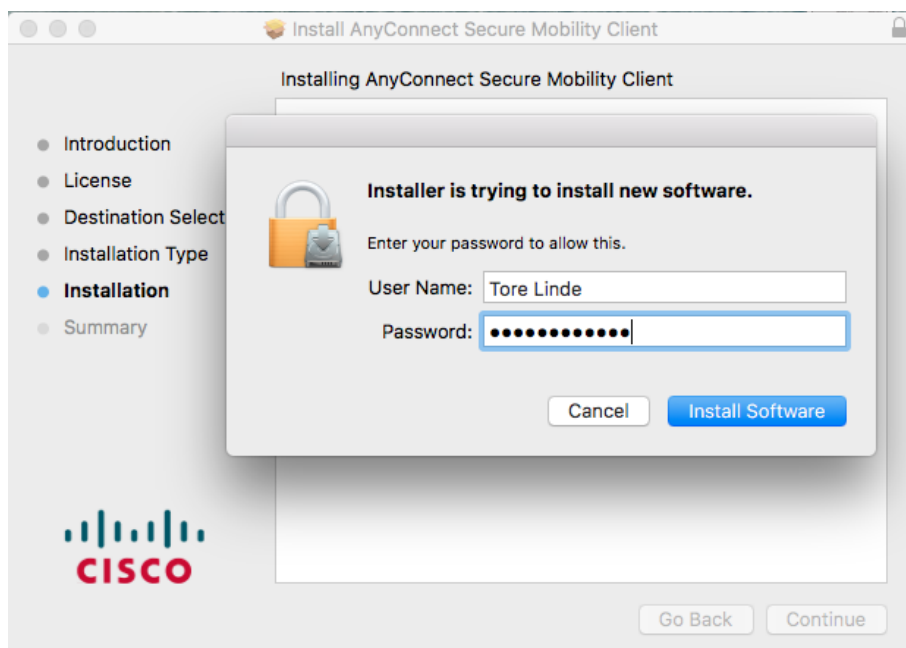 Install AnyConnect Secure Mobility Client
Installing AnyConnect Secure Mobility Client
Introduction
License
Destination Select
Installation Type
Installation
Summary
Installer is trying to install new software.
Enter your password to allow this.
User Name: Tore Linde
Password: ••••••••••••
Cancel Install Software
CISCO
Go Back Continue